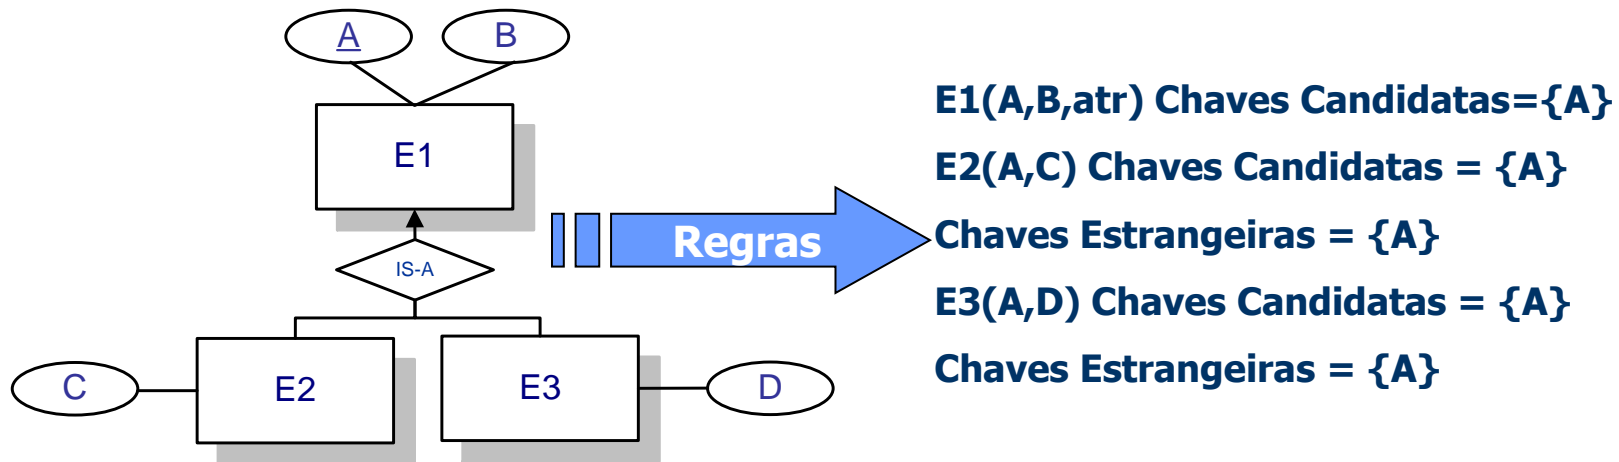 A
B
E1
IS-A
E2
E3
C
D
Regras
E1(A,B,atr) Chaves Candidatas={A}
E2(A,C) Chaves Candidatas = {A}
Chaves Estrangeiras = {A}
E3(A,D) Chaves Candidatas = {A}
Chaves Estrangeiras = {A}